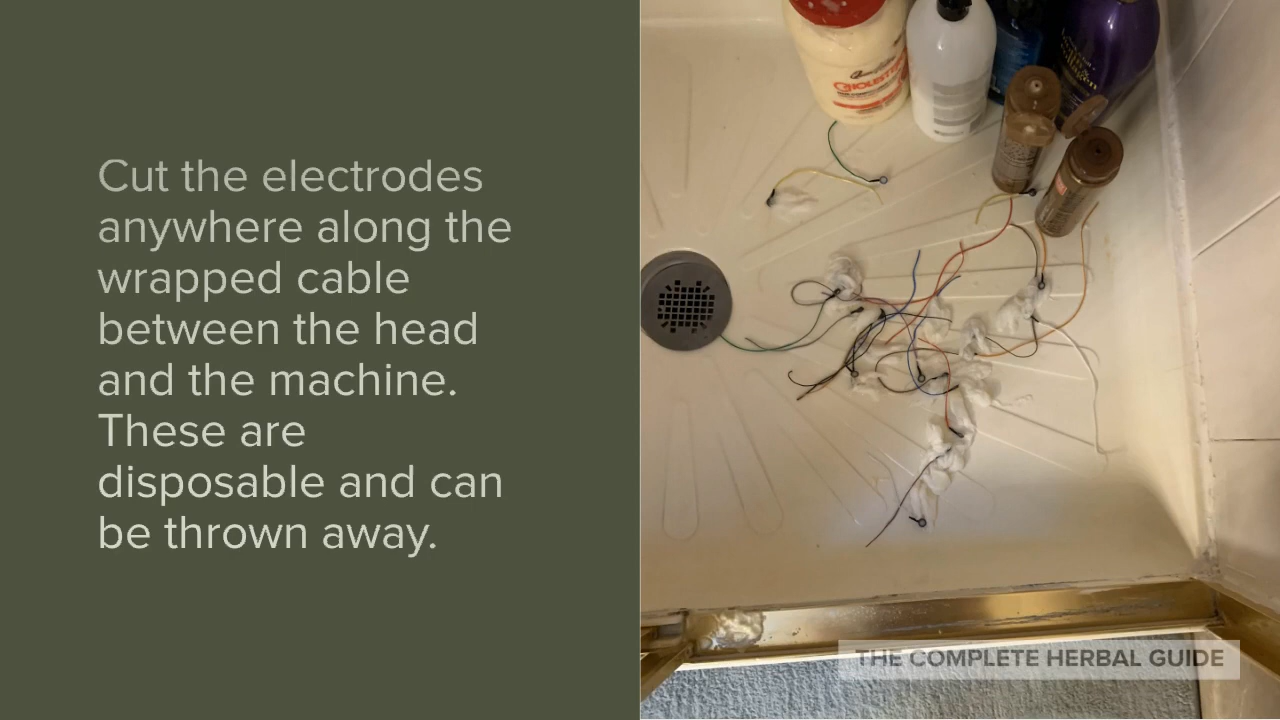 Cut the electrodes
anywhere along the
wrapped cable
between the head
and the machine.
These are
disposable and can
be thrown away.
THE COMPLETE HERBAL GUIDE